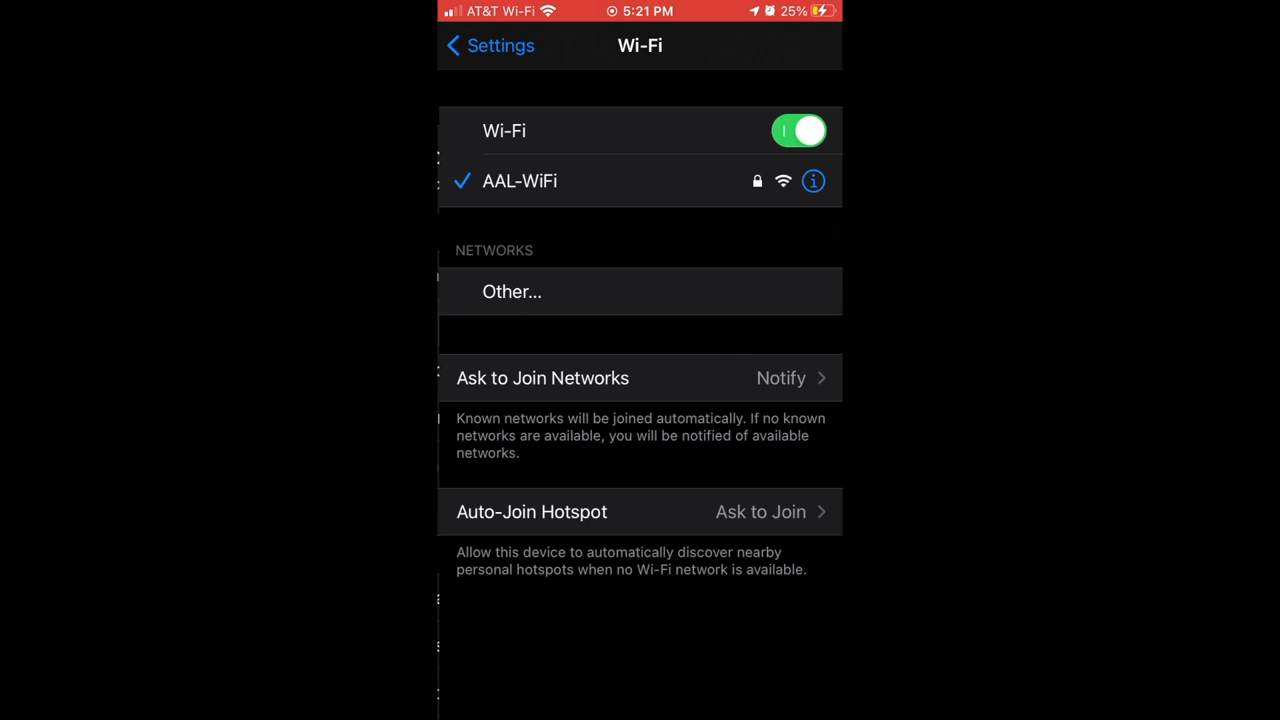 AT&T Wi-Fi 5:21 PM 25%
Settings Wi-Fi
Wi-Fi
AAL-WiFi
NETWORKS
Other...
Ask to Join Networks Notify
Known networks will be joined automatically. If no known
networks are available, you will be notified of available
networks.
Auto-Join Hotspot Ask to Join
Allow this device to automatically discover nearby
personal hotspots when no Wi-Fi network is available.